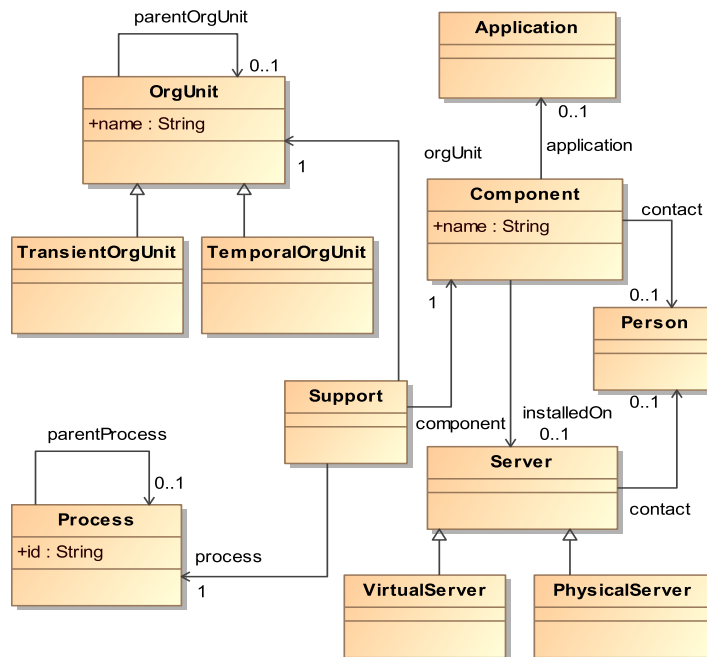 parentOrgUnit
0..1
OrgUnit
+name : String
1
orgUnit
Application
0..1
application
Component
+name : String
contact
0..1
TransientOrgUnit
TemporalOrgUnit
1
Person
0..1
Support
component
installedOn
0..1
parentProcess
0..1
Process
+id : String
process
1
Server
contact
VirtualServer
PhysicalServer